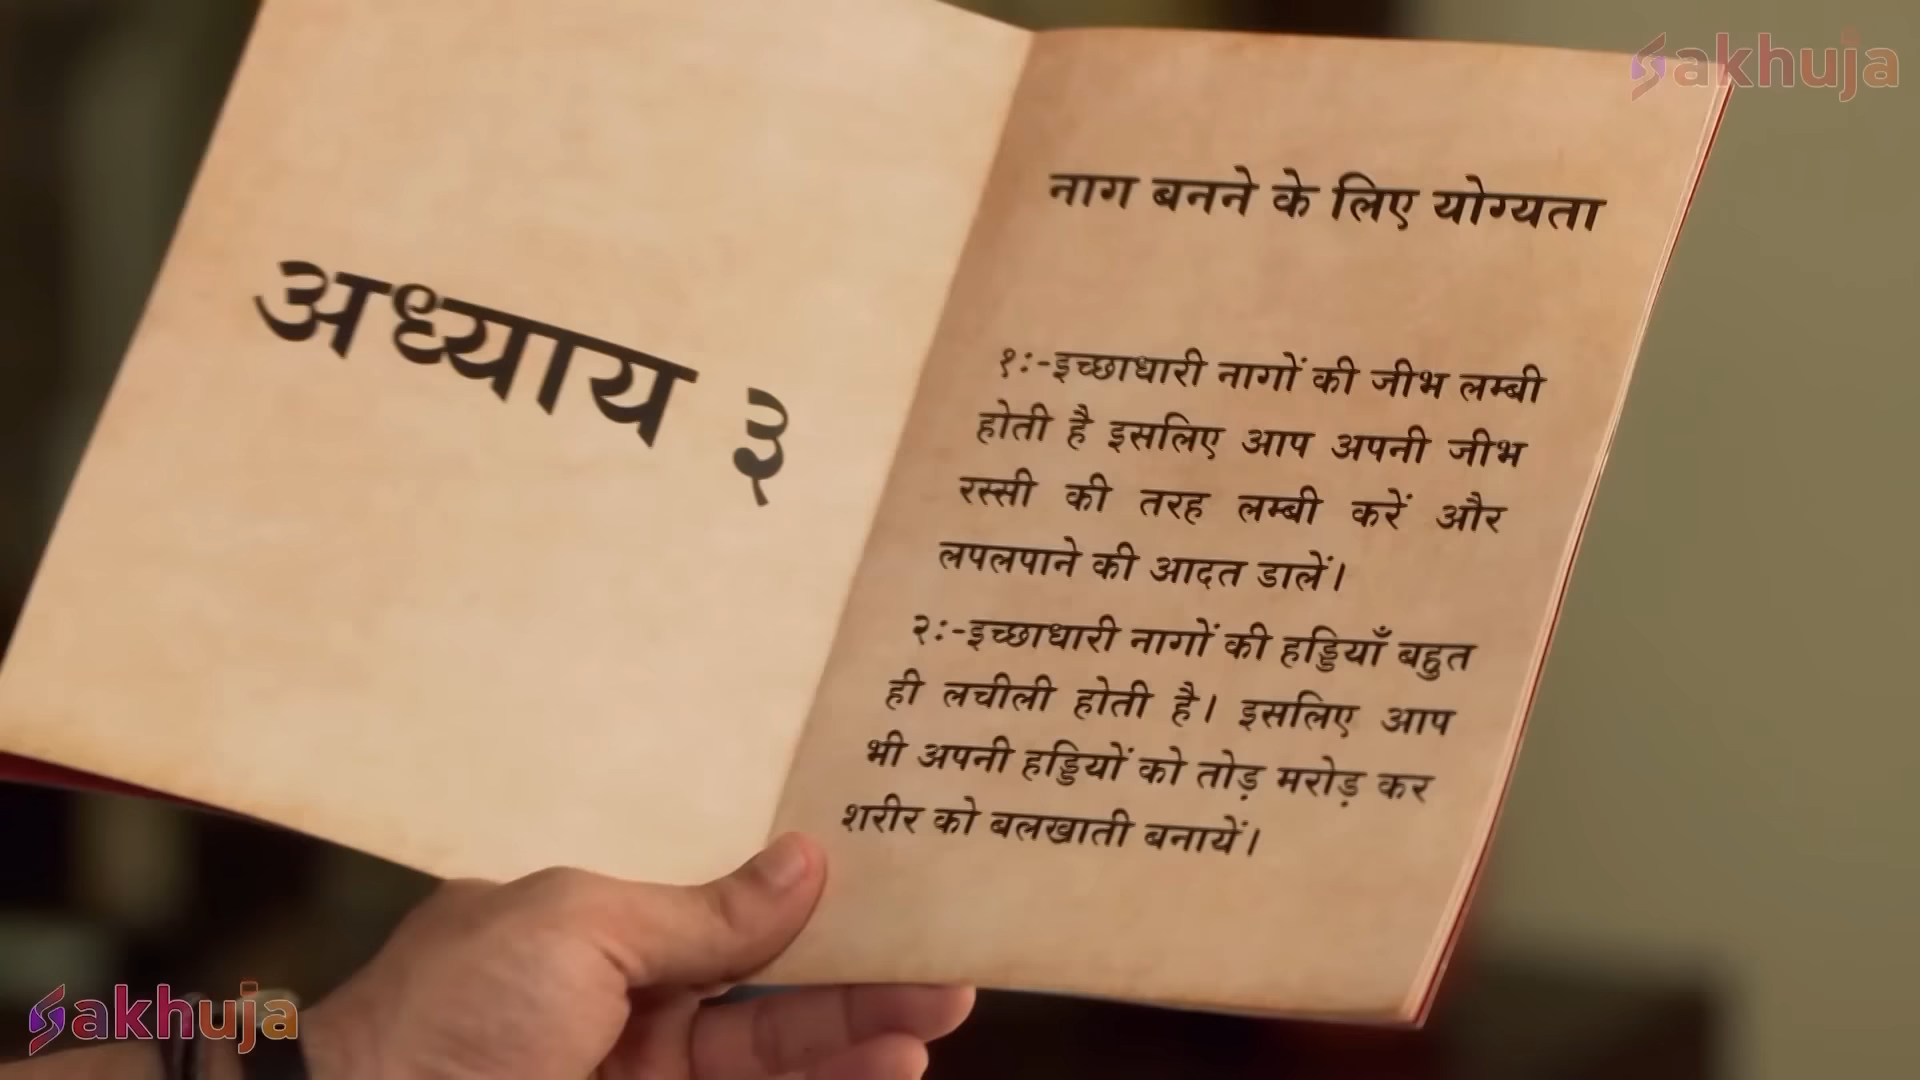 sakhuja
अध्याय ३
नाग बनने के लिए योग्यता
१ः-इच्छाधारी नागों की जीभ लम्बी
होती है इसलिए आप अपनी जीभ
रस्सी की तरह लम्बी करें और
लपलपाने की आदत डालें।
२ः-इच्छाधारी नागों की हड्डियाँ बहुत
ही लचीली होती है। इसलिए आप
भी अपनी हड्डियों को तोड़ मरोड़ कर
शरीर को बलखाती बनायें।
sakhuja